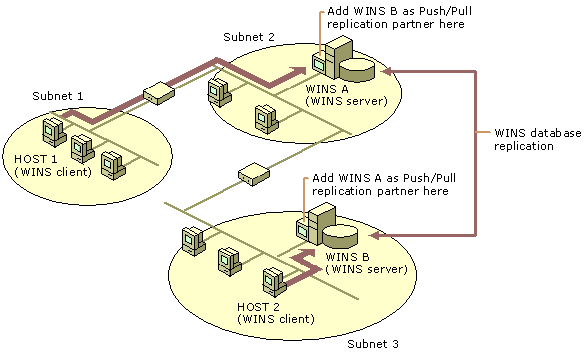 Add WINS B as Push/Pull
replication partner here
Subnet 2
WINS A
(WINS server)
Subnet 1
HOST 1
(WINS client)
WINS database
replication
Add WINS A as Push/Pull
replication partner here
WINS B
(WINS server)
HOST 2
(WINS client)
Subnet 3